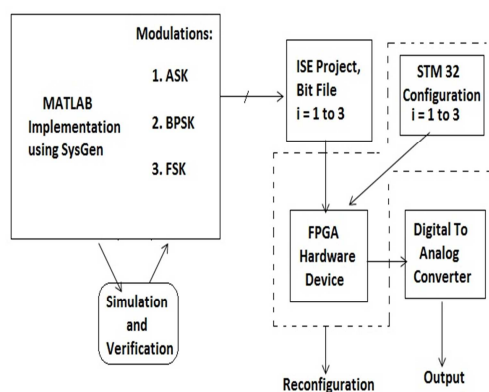 Modulations:
1. ASK
MATLAB
Implementation
using SysGen
2. BPSK
3. FSK
ISE Project,
Bit File
i = 1 to 3
STM 32
Configuration
i = 1 to 3
FPGA
Hardware
Device
Digital To
Analog
Converter
Simulation
and
Verification
Reconfiguration
Output